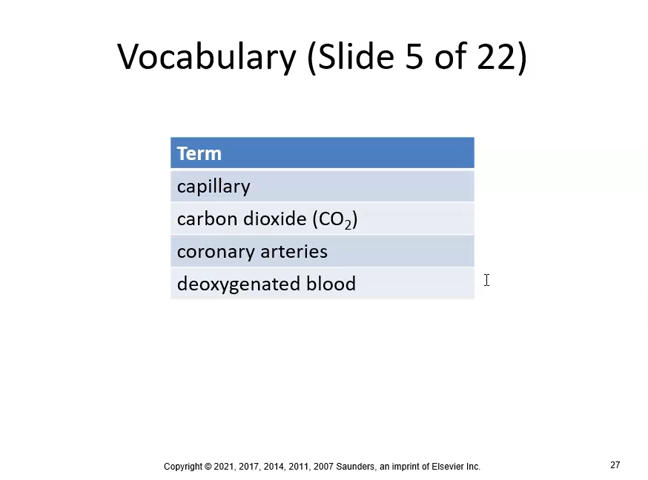 Vocabulary (Slide 5 of 22)
Term
capillary
carbon dioxide (CO₂)
coronary arteries
deoxygenated blood
Copyright © 2021, 2017, 2014, 2011, 2007 Saunders, an imprint of Elsevier Inc.
27